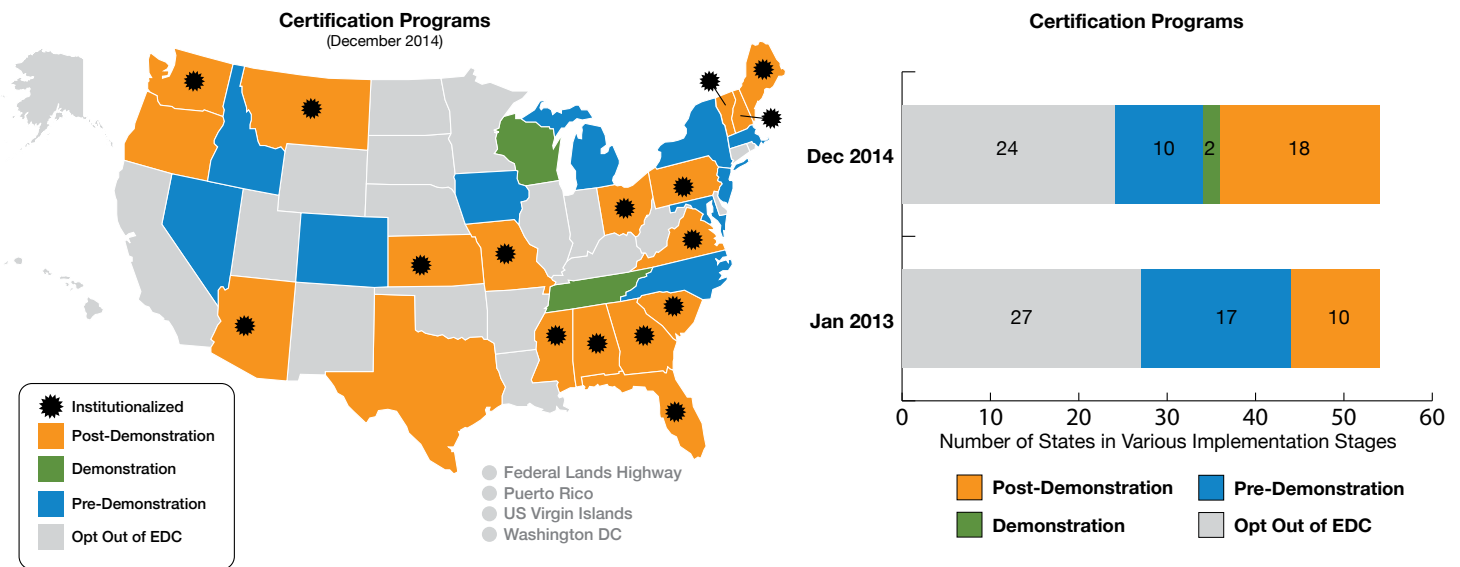 Certification Programs
(December 2014)
Institutionalized
Post-Demonstration
Demonstration
Pre-Demonstration
Opt Out of EDC
Federal Lands Highway
Puerto Rico
US Virgin Islands
Washington DC
Certification Programs
Dec 2014
24
10
2
18
Jan 2013
27
17
10
0
10
20
30
40
50
60
Number of States in Various Implementation Stages
Post-Demonstration
Pre-Demonstration
Demonstration
Opt Out of EDC